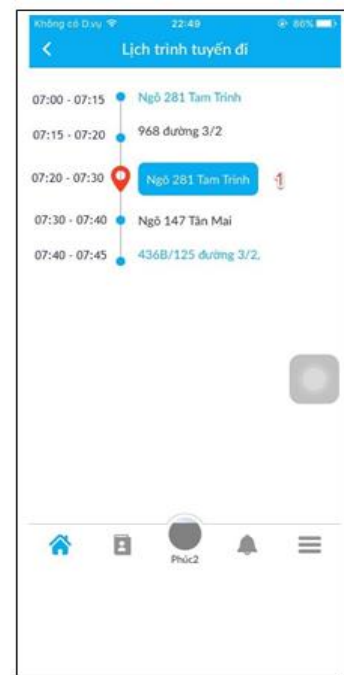 Không có D.vụ 22:49 86%
Lịch trình tuyến đi
07:00 - 07:15 Ngõ 281 Tam Trinh
07:15 - 07:20 968 đường 3/2
07:20 - 07:30 Ngõ 281 Tam Trinh 1
07:30 - 07:40 Ngõ 147 Tân Mai
07:40 - 07:45 436B/125 đường 3/2,
Phúc2